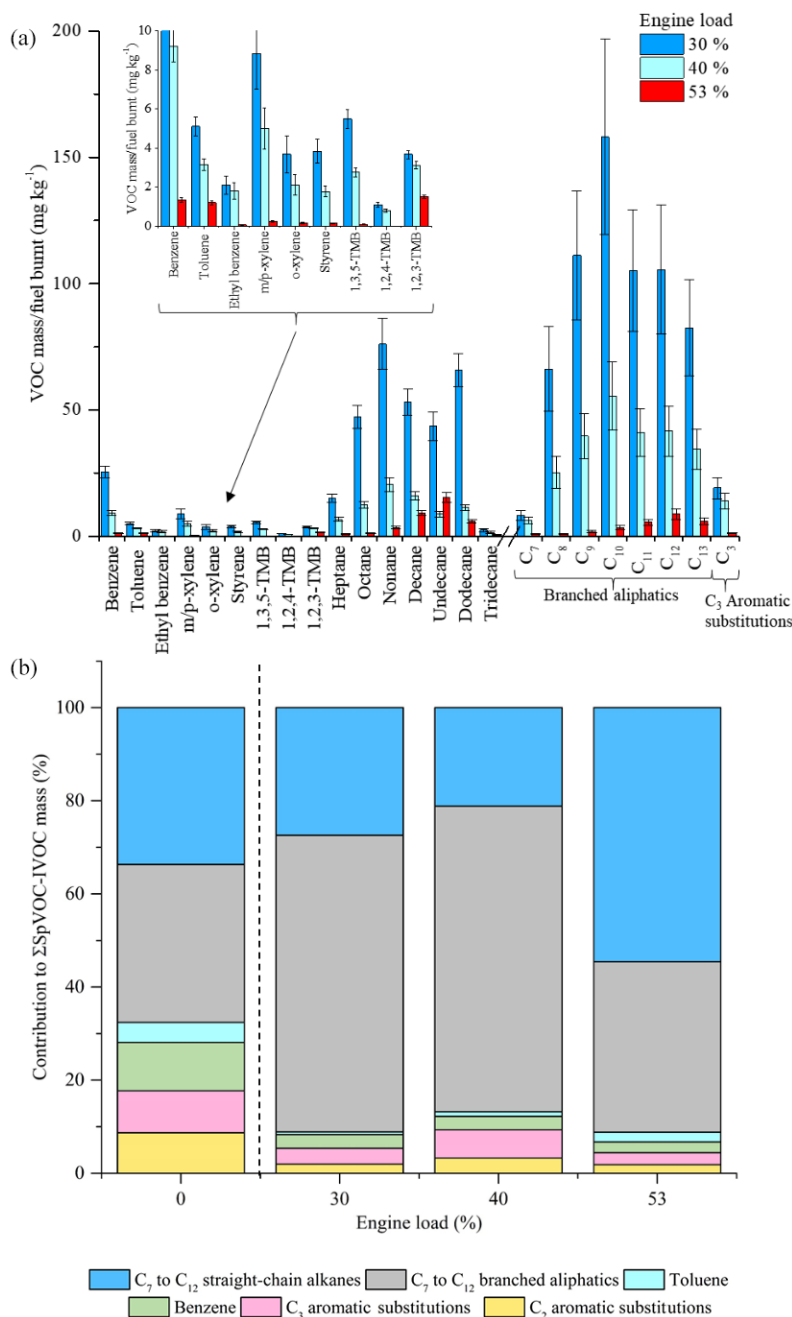 (a)
VOC mass/fuel burnt (mg kg⁻¹)
200
150
100
50
0
VOC mass/fuel burnt (mg kg⁻¹)
10
8
6
4
2
0
Benzene
Toluene
Ethyl benzene
m/p-xylene
o-xylene
Styrene
1,3,5-TMB
1,2,4-TMB
1,2,3-TMB
Engine load
30 %
40 %
53 %
Benzene
Toluene
Ethyl benzene
m/p-xylene
o-xylene
Styrene
1,3,5-TMB
1,2,4-TMB
1,2,3-TMB
Heptane
Octane
Nonane
Decane
Undecane
Dodecane
Tridecane
C₇
C₈
C₉
C₁₀
C₁₁
C₁₂
C₁₃
C₃
Branched aliphatics
C₃ Aromatic
substitutions
(b)
Contribution to ΣSpVOC-IVOC mass (%)
100
80
60
40
20
0
0 30 40 53
Engine load (%)
C₇ to C₁₂ straight-chain alkanes C₇ to C₁₂ branched aliphatics Toluene
Benzene C₃ aromatic substitutions C₂ aromatic substitutions